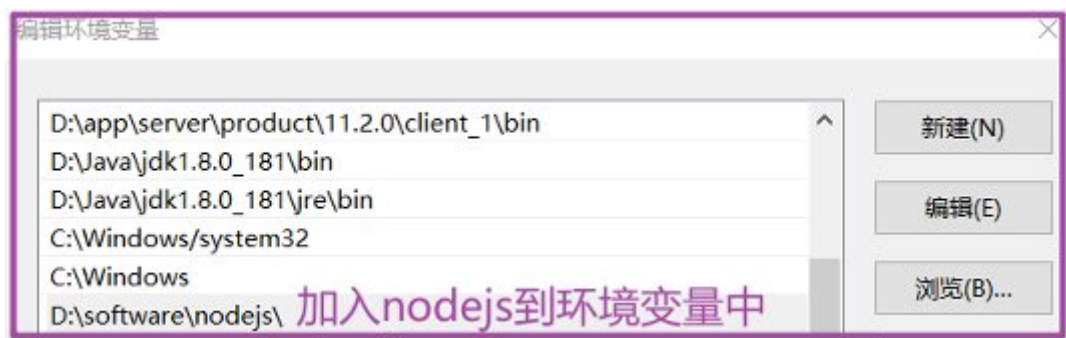 编辑环境变量
D:\app\server\product\11.2.0\client_1\bin
新建(N)
D:\Java\jdk1.8.0_181\bin
D:\Java\jdk1.8.0_181\jre\bin
编辑(E)
C:\Windows/system32
C:\Windows
浏览(B)...
D:\software\nodejs\ 加入nodejs到环境变量中